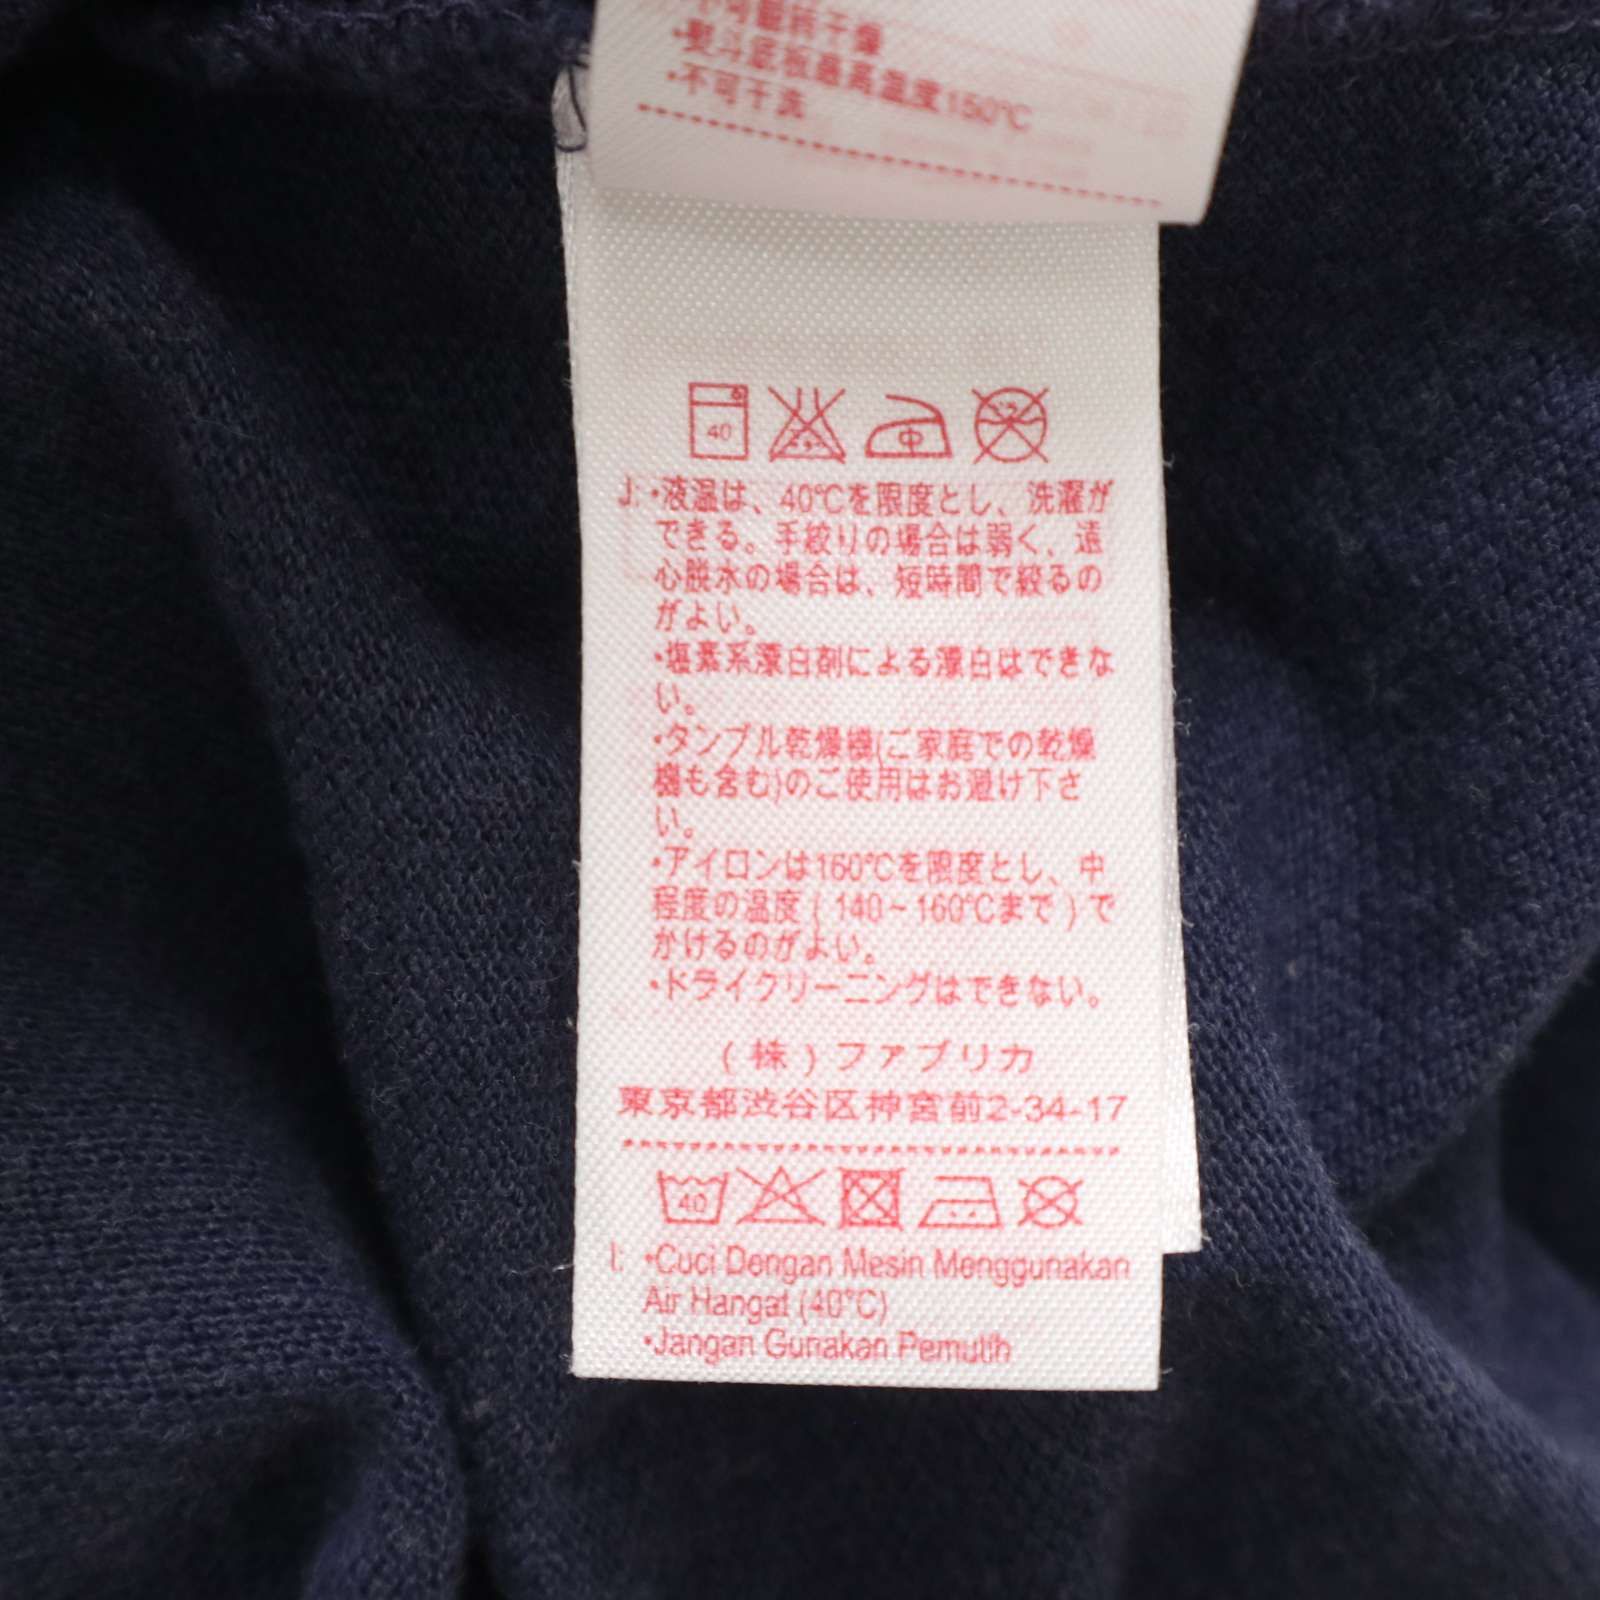 不可翻转干燥
•熨斗底板最高温度150℃
•不可干洗
40
中
J: •液温は、40℃を限度とし、洗濯が
できる。手絞りの場合は弱く、遠
心脱水の場合は、短時間で絞るの
がよい。
•塩素系漂白剤による漂白はできな
い。
•タンブル乾燥機(ご家庭での乾燥
機も含む)のご使用はお避け下さ
い。
•アイロンは160℃を限度とし、中
程度の温度 ( 140~160℃まで ) で
かけるのがよい。
•ドライクリーニングはできない。
( 株 ) ファブリカ
東京都渋谷区神宮前2-34-17
40
I: •Cuci Dengan Mesin Menggunakan
Air Hangat (40°C)
•Jangan Gunakan Pemutih